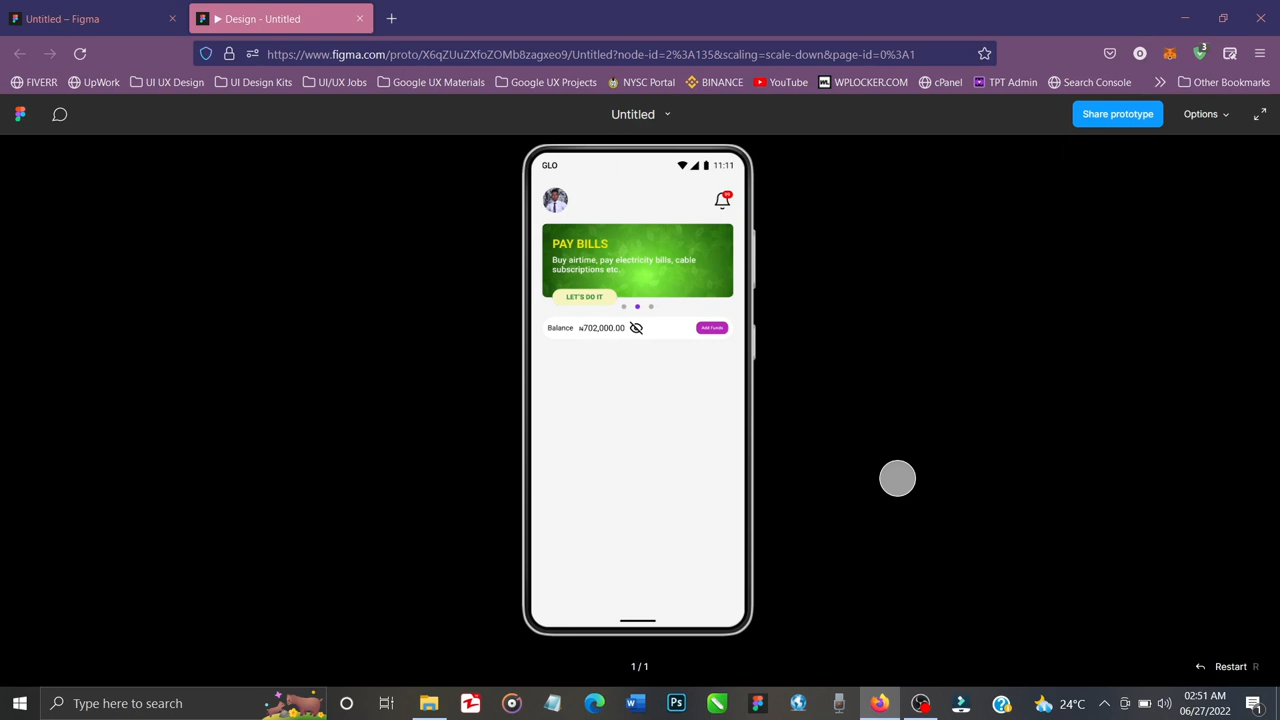 Untitled – Figma
▶ Design - Untitled
https://www.figma.com/proto/X6qZUuZXfoZOMb8zagxeo9/Untitled?node-id=2%3A135&scaling=scale-down&page-id=0%3A1
3
FIVERR
UpWork
UI UX Design
UI Design Kits
UI/UX Jobs
Google UX Materials
Google UX Projects
NYSC Portal
BINANCE
YouTube
WPLOCKER.COM
cPanel
TPT Admin
Search Console
Other Bookmarks
Untitled
Share prototype
Options
GLO
11:11
PAY BILLS
Buy airtime, pay electricity bills, cable
subscriptions etc.
LET'S DO IT
Balance ₦702,000.00
Add Funds
1 / 1
Restart R
Type here to search
24°C
02:51 AM
06/27/2022